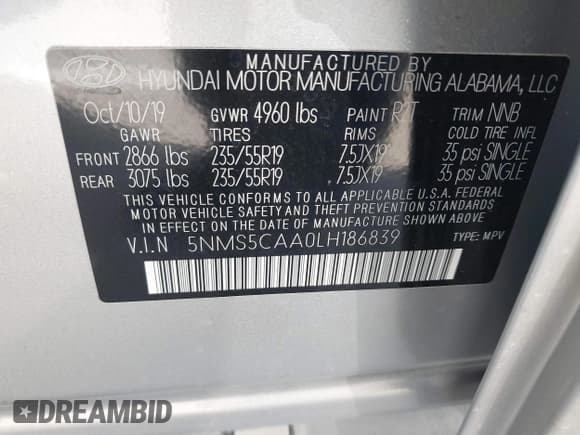 MANUFACTURED BY
HYUNDAI MOTOR MANUFACTURING ALABAMA, LLC
Oct/10/19 GVWR 4960 lbs PAINT R2T TRIM NNB
GAWR TIRES COLD TIRE INFL
FRONT 2866 lbs 235/55R19 7.5JX19 35 psi SINGLE
REAR 3075 lbs 235/55R19 7.5JX19 35 psi SINGLE
THIS VEHICLE CONFORMS TO ALL APPLICABLE U.S.A. FEDERAL
MOTOR VEHICLE SAFETY AND THEFT PREVENTION STANDARDS
IN EFFECT ON THE DATE OF MANUFACTURE SHOWN ABOVE.
V.I.N 5NMS5CAA0LH186839 TYPE: MPV
DREAMBID